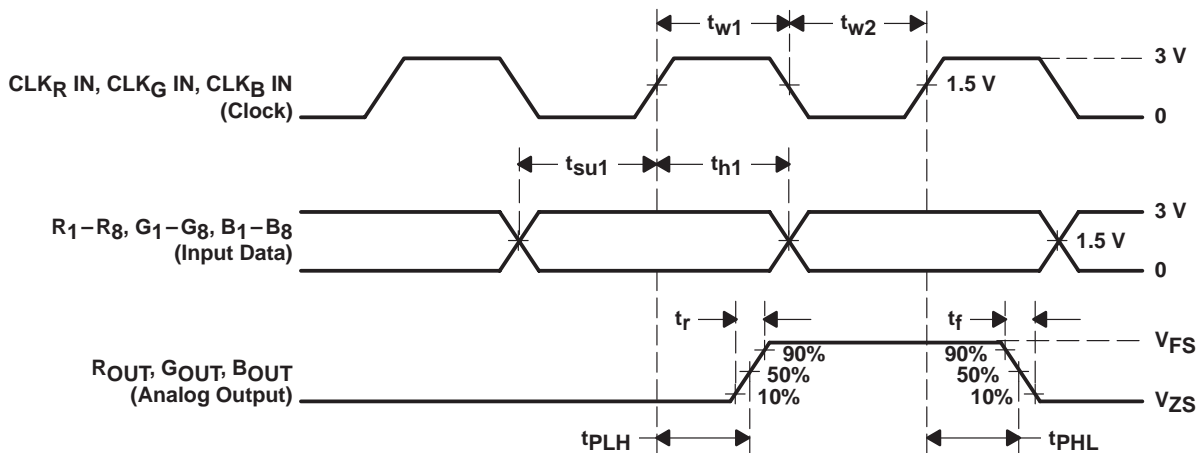 tw1
tw2
3 V
CLKR IN, CLKG IN, CLKB IN
(Clock)
1.5 V
0
tsu1
th1
3 V
R1–R8, G1–G8, B1–B8
(Input Data)
1.5 V
0
tr
tf
VFS
90%
90%
ROUT, GOUT, BOUT
(Analog Output)
50%
50%
10%
10%
VZS
tPLH
tPHL